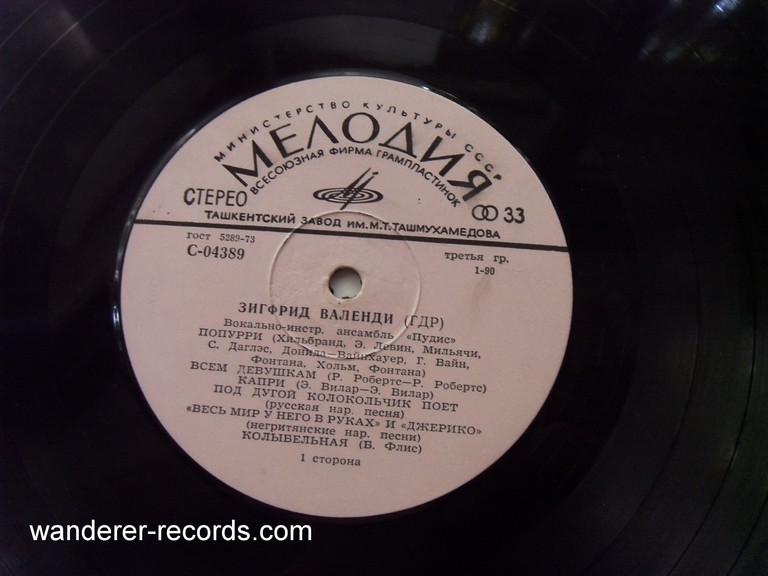 МИНИСТЕРСТВО КУЛЬТУРЫ СССР
МЕЛОДИЯ
ВСЕСОЮЗНАЯ ФИРМА ГРАМПЛАСТИНОК
СТЕРЕО
33
ТАШКЕНТСКИЙ ЗАВОД ИМ. М.Т. ТАШМУХАМЕДОВА
ГОСТ 5289-73
С-04389
третья гр.
1-90
ЗИГФРИД ВАЛЕНДИ (ГДР)
Вокально-инстр. ансамбль «Пудис»
ПОПУРРИ (Хильбранд, Э. Левин, Мильячи,
С. Даглэс, Донила—Вайнхауер, Г. Вайн,
Фонтана, Хольм, Фонтана)
ВСЕМ ДЕВУШКАМ (Р. Робертс—Р. Робертс)
КАПРИ (Э. Вилар—Э. Вилар)
ПОД ДУГОЙ КОЛОКОЛЬЧИК ПОЕТ
(русская нар. песня)
«ВЕСЬ МИР У НЕГО В РУКАХ» И «ДЖЕРИКО»
(негритянские нар. песни)
КОЛЫБЕЛЬНАЯ (Б. Флис)
1 сторона
wanderer-records.com